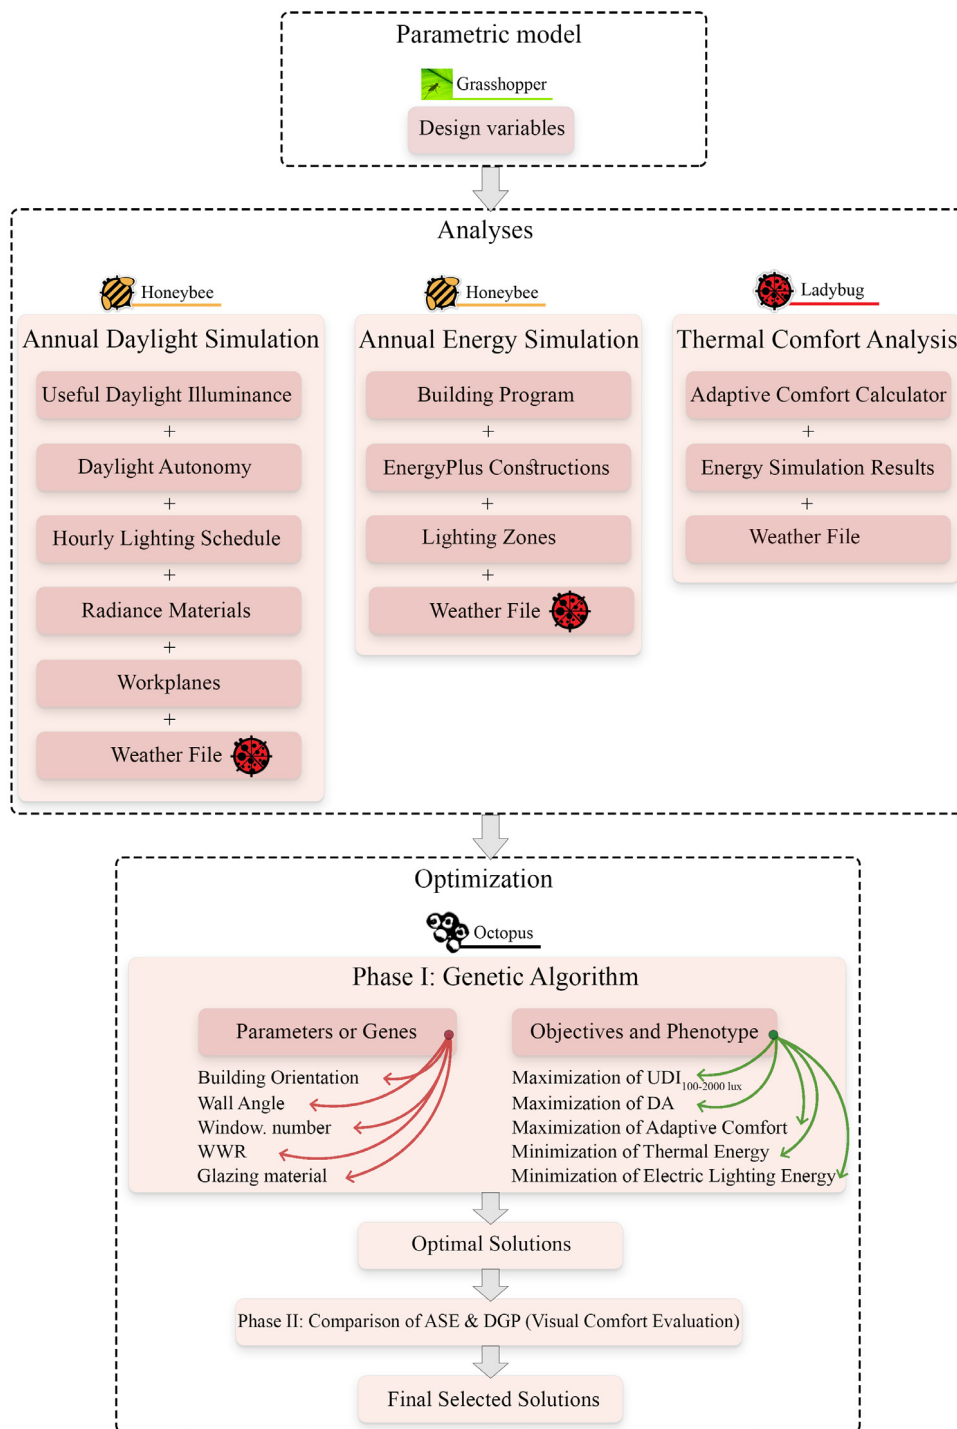 Parametric model
Grasshopper
Design variables
Analyses
Honeybee
Annual Daylight Simulation
Useful Daylight Illuminance
+
Daylight Autonomy
+
Hourly Lighting Schedule
+
Radiance Materials
+
Workplanes
+
Weather File
Honeybee
Annual Energy Simulation
Building Program
+
EnergyPlus Constructions
+
Lighting Zones
+
Weather File
Ladybug
Thermal Comfort Analysis
Adaptive Comfort Calculator
+
Energy Simulation Results
+
Weather File
Optimization
Octopus
Phase I: Genetic Algorithm
Parameters or Genes
Building Orientation
Wall Angle
Window. number
WWR
Glazing material
Objectives and Phenotype
Maximization of UDI100-2000 lux
Maximization of DA
Maximization of Adaptive Comfort
Minimization of Thermal Energy
Minimization of Electric Lighting Energy
Optimal Solutions
Phase II: Comparison of ASE & DGP (Visual Comfort Evaluation)
Final Selected Solutions